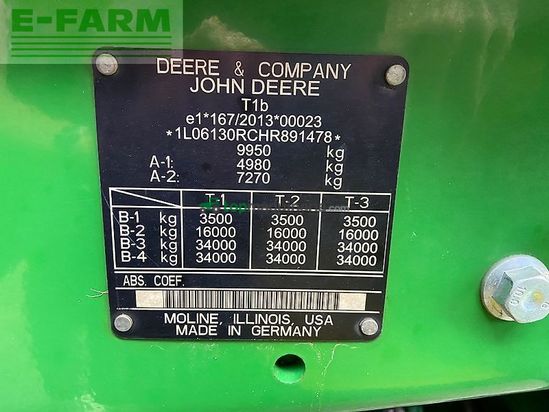 E-FARM
DEERE & COMPANY
JOHN DEERE
T1b
e1*167/2013*00023
*1L06130RCHR891478*
9950 kg
A-1: 4980 kg
A-2: 7270 kg
T-1 T-2 T-3
B-1 kg 3500 3500 3500
B-2 kg 16000 16000 16000
B-3 kg 34000 34000 34000
B-4 kg 34000 34000 34000
ABS. COEF.
MOLINE, ILLINOIS, USA
MADE IN GERMANY